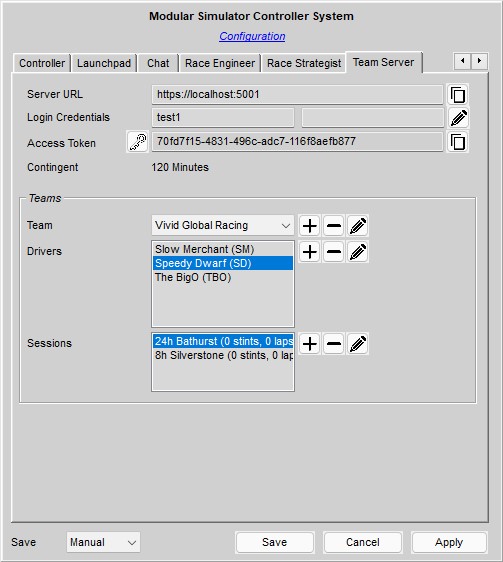 Modular Simulator Controller System
Configuration
Controller Launchpad Chat Race Engineer Race Strategist Team Server
Server URL https://localhost:5001
Login Credentials test1
Access Token 70fd7f15-4831-496c-adc7-116f8aefb877
Contingent 120 Minutes
Teams
Team Vivid Global Racing
Drivers Slow Merchant (SM)
Speedy Dwarf (SD)
The BigO (TBO)
Sessions 24h Bathurst (0 stints, 0 laps
8h Silverstone (0 stints, 0 lap
Save Manual Save Cancel Apply